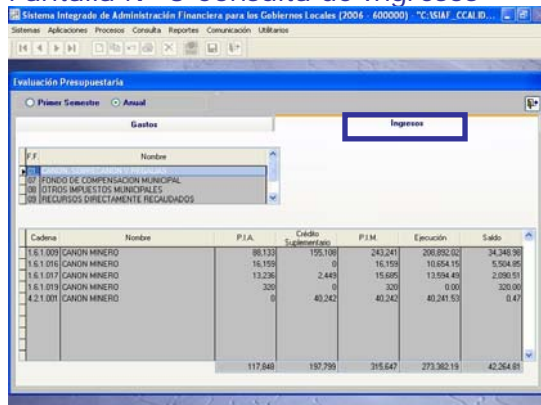 Pantalla N° 3 consulta de Ingresos
Sistema Integrado de Administración Financiera para los Gobiernos Locales (2006 - 600000) - "C:\SIAF_CCALID...
Sistemas Aplicaciones Procesos Consulta Reportes Comunicación Utilitarios
Evaluación Presupuestaria
Primer Semestre Anual
Gastos Ingresos
F.F. Nombre
CANON, SOBRECANON Y REGALIAS
07 FONDO DE COMPENSACION MUNICIPAL
08 OTROS IMPUESTOS MUNICIPALES
09 RECURSOS DIRECTAMENTE RECAUDADOS
Cadena Nombre P.I.A. Crédito Suplementario P.I.M. Ejecución Saldo
1.6.1.009 CANON MINERO 88,133 155,108 243,241 208,892.02 34,348.98
1.6.1.016 CANON MINERO 16,159 0 16,159 10,654.15 5,504.85
1.6.1.017 CANON MINERO 13,236 2,449 15,685 13,594.49 2,090.51
1.6.1.019 CANON MINERO 320 0 320 0.00 320.00
4.2.1.001 CANON MINERO 0 40,242 40,242 40,241.53 0.47
117,848 197,799 315,647 273,382.19 42,264.81